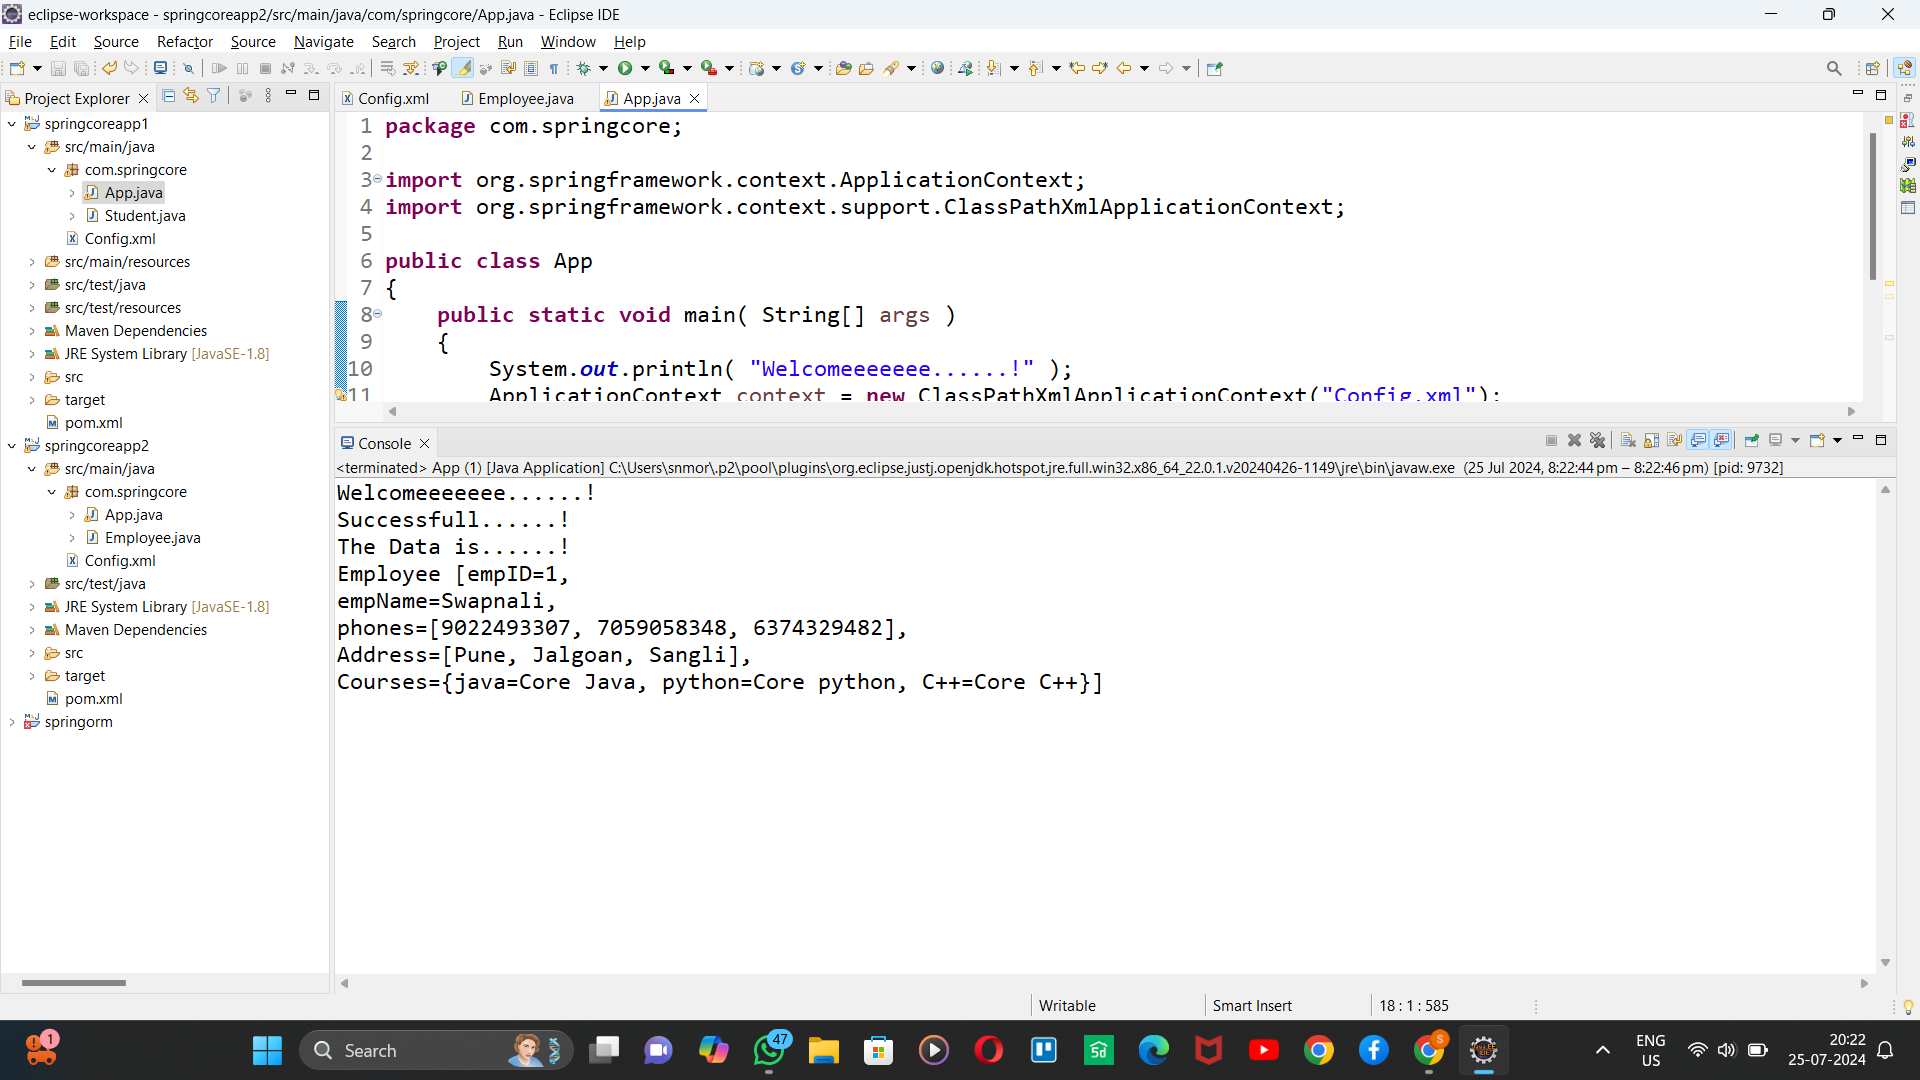 eclipse-workspace - springcoreapp2/src/main/java/com/springcore/App.java - Eclipse IDE
File Edit Source Refactor Source Navigate Search Project Run Window Help
Project Explorer
springcoreapp1
src/main/java
com.springcore
App.java
Student.java
Config.xml
src/main/resources
src/test/java
src/test/resources
Maven Dependencies
JRE System Library [JavaSE-1.8]
src
target
pom.xml
springcoreapp2
src/main/java
com.springcore
App.java
Employee.java
Config.xml
src/test/java
JRE System Library [JavaSE-1.8]
Maven Dependencies
src
target
pom.xml
springorm
Config.xml Employee.java App.java
1 package com.springcore;
2
3 import org.springframework.context.ApplicationContext;
4 import org.springframework.context.support.ClassPathXmlApplicationContext;
5
6 public class App
7 {
8 public static void main( String[] args )
9 {
10 System.out.println( "Welcomeeeeeee......!" );
11 ApplicationContext context = new ClassPathXmlApplicationContext("Config.xml");
Console
<terminated> App (1) [Java Application] C:\Users\snmor\.p2\pool\plugins\org.eclipse.justj.openjdk.hotspot.jre.full.win32.x86_64_22.0.1.v20240426-1149\jre\bin\javaw.exe (25 Jul 2024, 8:22:44 pm – 8:22:46 pm) [pid: 9732]
Welcomeeeeeee......!
Successfull......!
The Data is......!
Employee [empID=1,
empName=Swapnali,
phones=[9022493307, 7059058348, 6374329482],
Address=[Pune, Jalgoan, Sangli],
Courses={java=Core Java, python=Core python, C++=Core C++}]
Writable Smart Insert 18 : 1 : 585
1
Search
47
ENG
US
20:22
25-07-2024